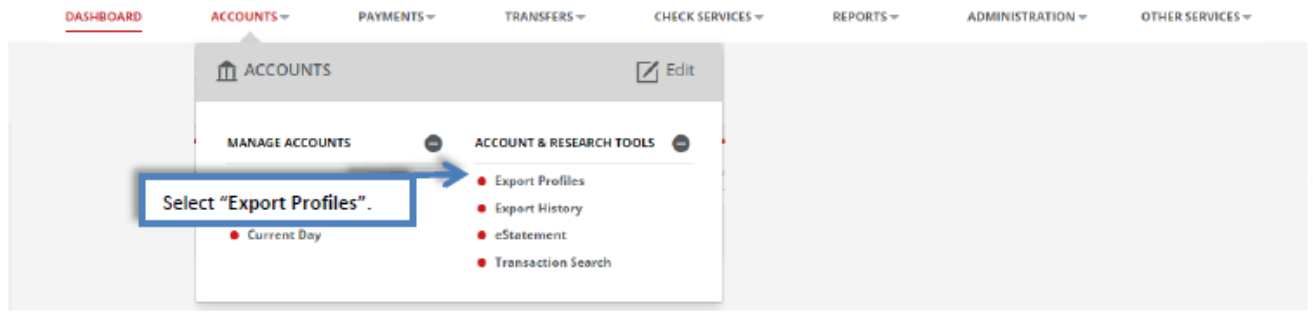 DASHBOARD ACCOUNTS PAYMENTS TRANSFERS CHECK SERVICES REPORTS ADMINISTRATION OTHER SERVICES
ACCOUNTS Edit
MANAGE ACCOUNTS ACCOUNT & RESEARCH TOOLS
Export Profiles
Select “Export Profiles”.
Export History
Current Day eStatement
Transaction Search